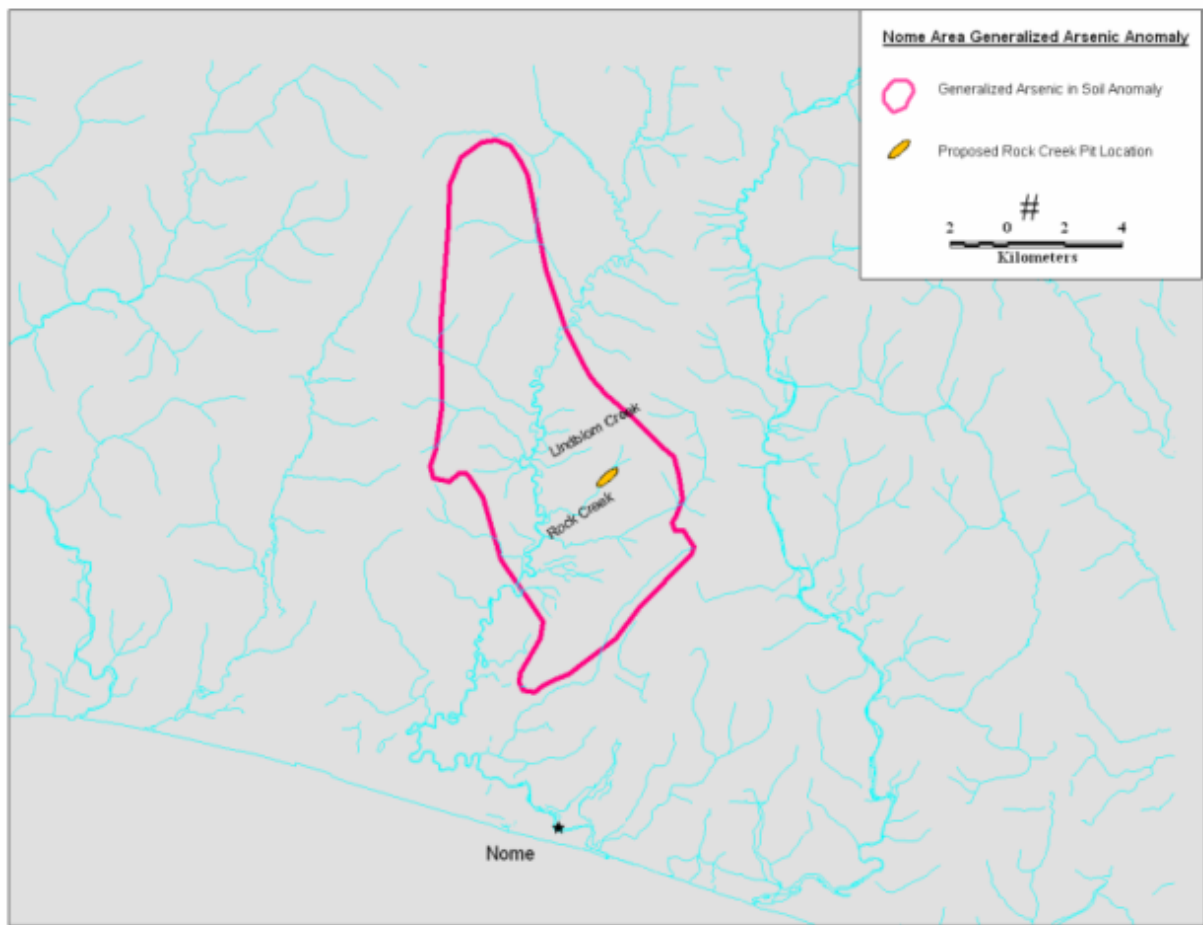 Nome Area Generalized Arsenic Anomaly
Generalized Arsenic in Soil Anomaly
Proposed Rock Creek Pit Location
#
2 0 2 4
Kilometers
Lindblom Creek
Rock Creek
Nome